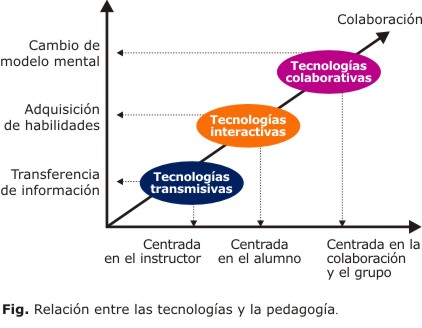 Colaboración
Cambio de
modelo mental
Tecnologías
colaborativas
Adquisición
de habilidades
Tecnologías
interactivas
Transferencia
de información
Tecnologías
transmisivas
Centrada
en el instructor
Centrada
en el alumno
Centrada en la
colaboración
y el grupo
Fig. Relación entre las tecnologías y la pedagogía.